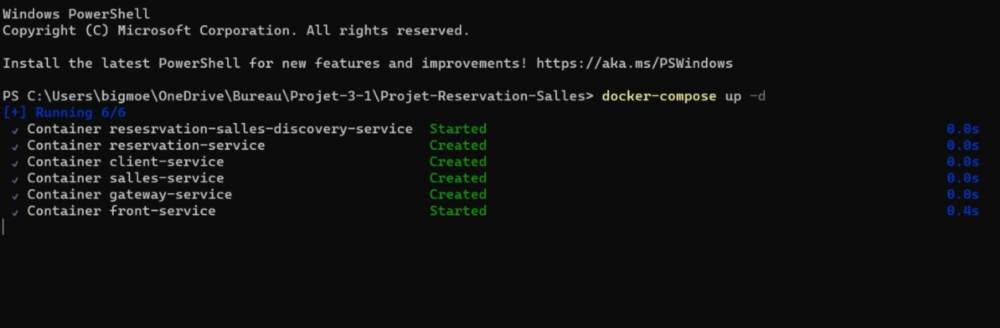 Windows PowerShell
Copyright (C) Microsoft Corporation. All rights reserved.
Install the latest PowerShell for new features and improvements! https://aka.ms/PSWindows
PS C:\Users\bigmoe\OneDrive\Bureau\Projet-3-1\Projet-Reservation-Salles> docker-compose up -d
[+] Running 6/6
✓ Container resesrvation-salles-discovery-service Started 0.0s
✓ Container reservation-service Created 0.0s
✓ Container client-service Created 0.0s
✓ Container salles-service Created 0.0s
✓ Container gateway-service Created 0.0s
✓ Container front-service Started 0.4s